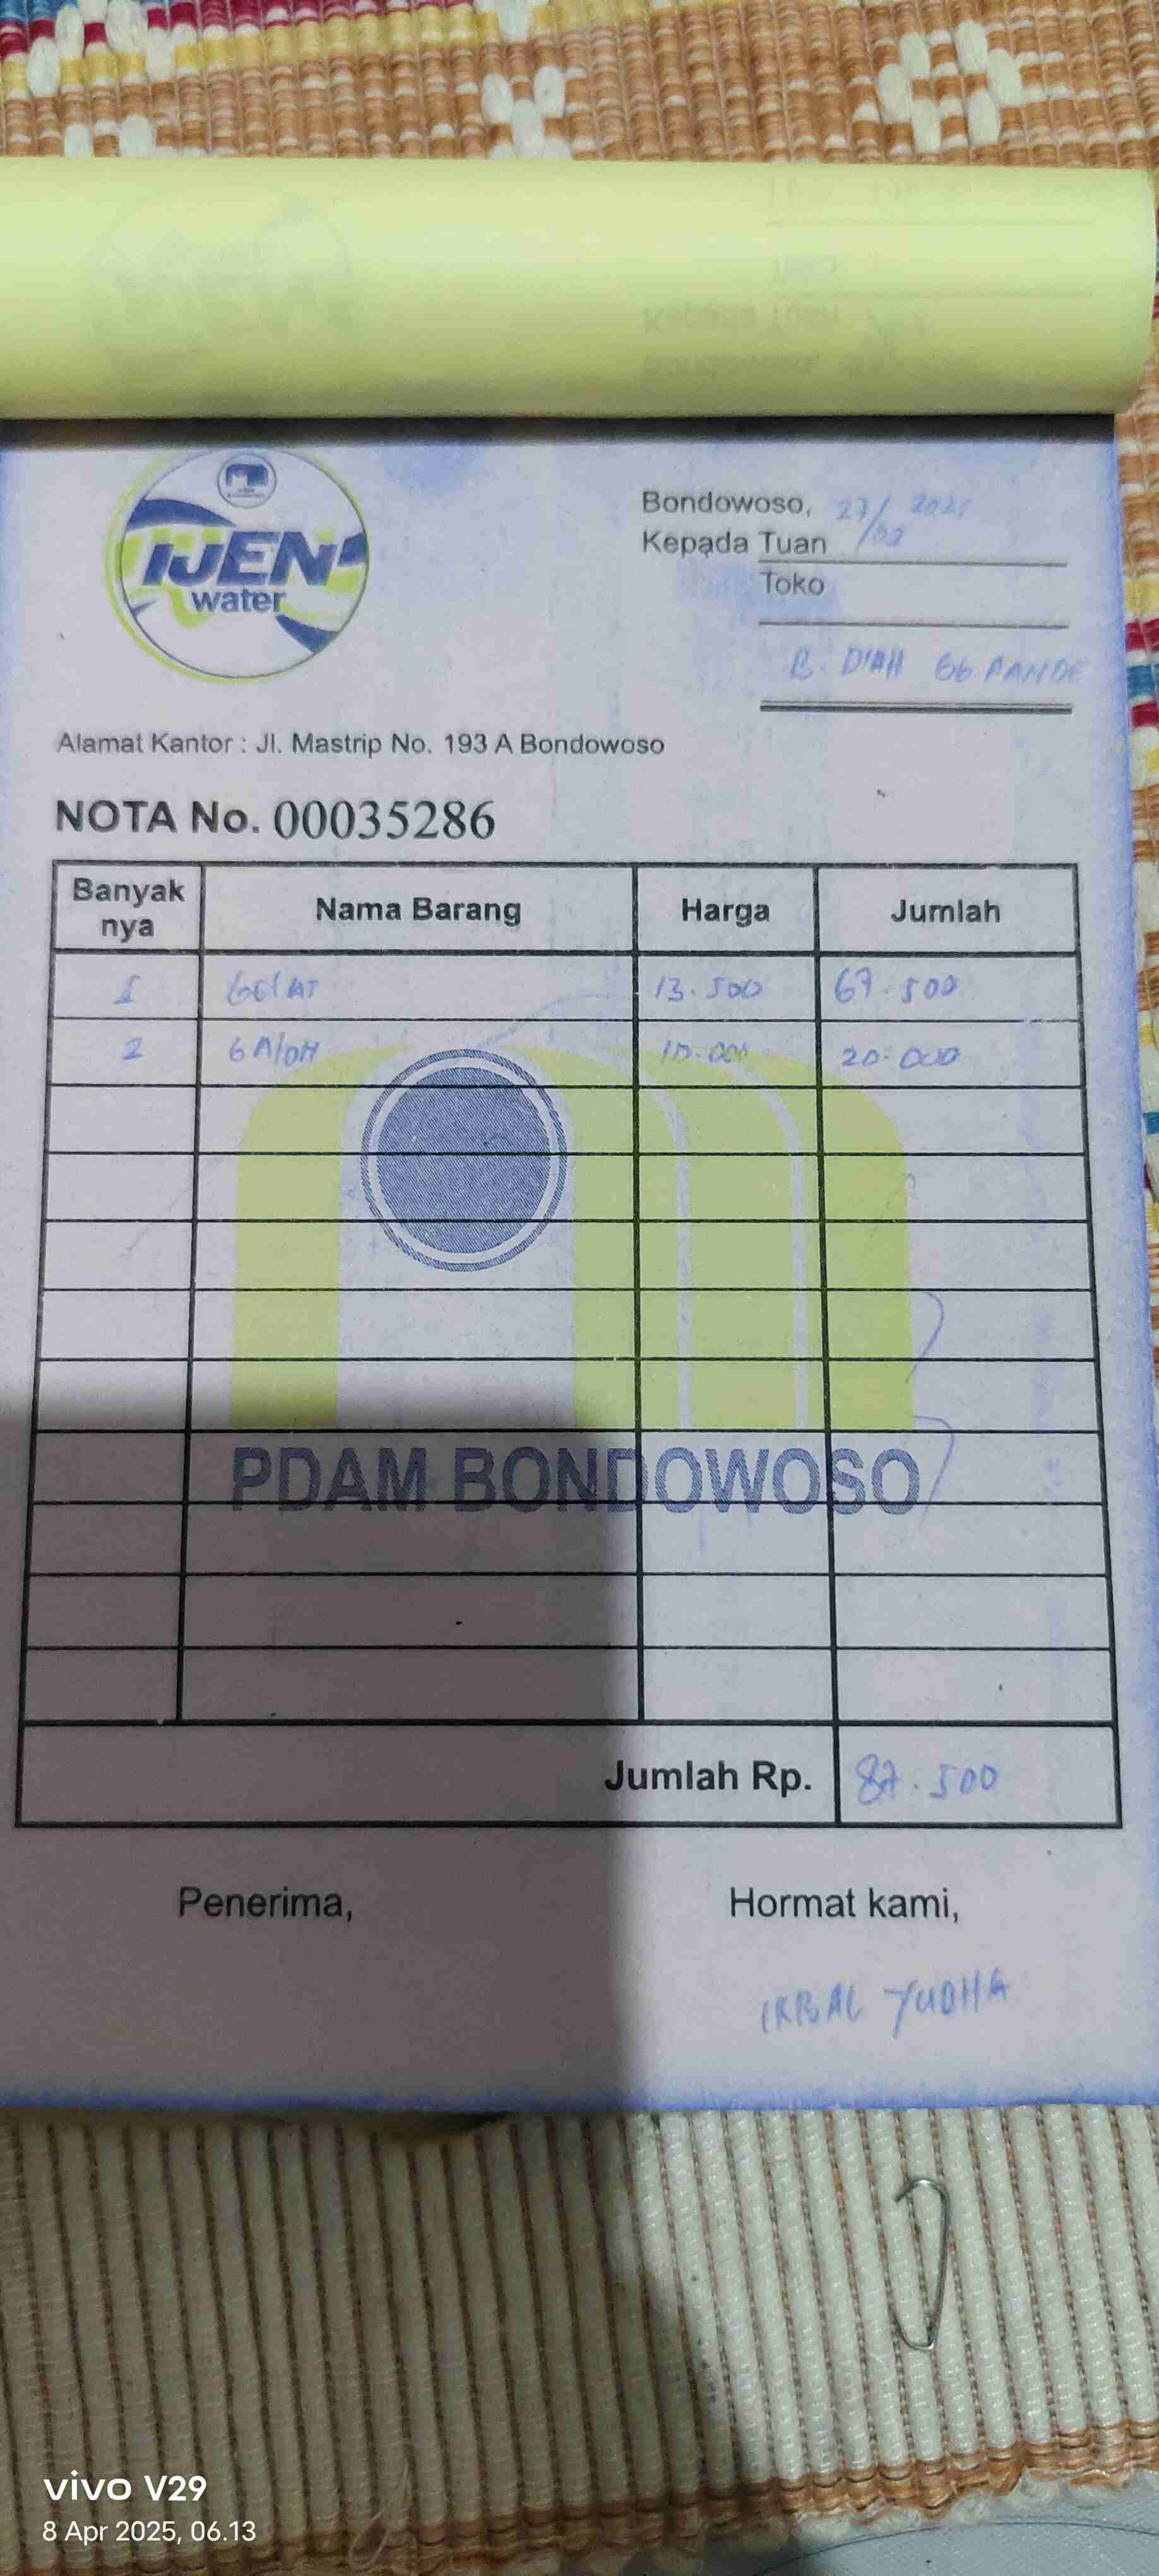 IJEN
water
Bondowoso, 27/02 2025
Kepada Tuan
Toko
B. DIAH GG. PANDE
Alamat Kantor : Jl. Mastrip No. 193 A Bondowoso
NOTA No. 00035286
Banyak nya Nama Barang Harga Jumlah
5 GELAS 13.500 67.500
2 GALON 10.000 20.000
PDAM BONDOWOSO
Jumlah Rp. 87.500
Penerima, Hormat kami,
IKBAL YUDHA
vivo V29
8 Apr 2025, 06.13